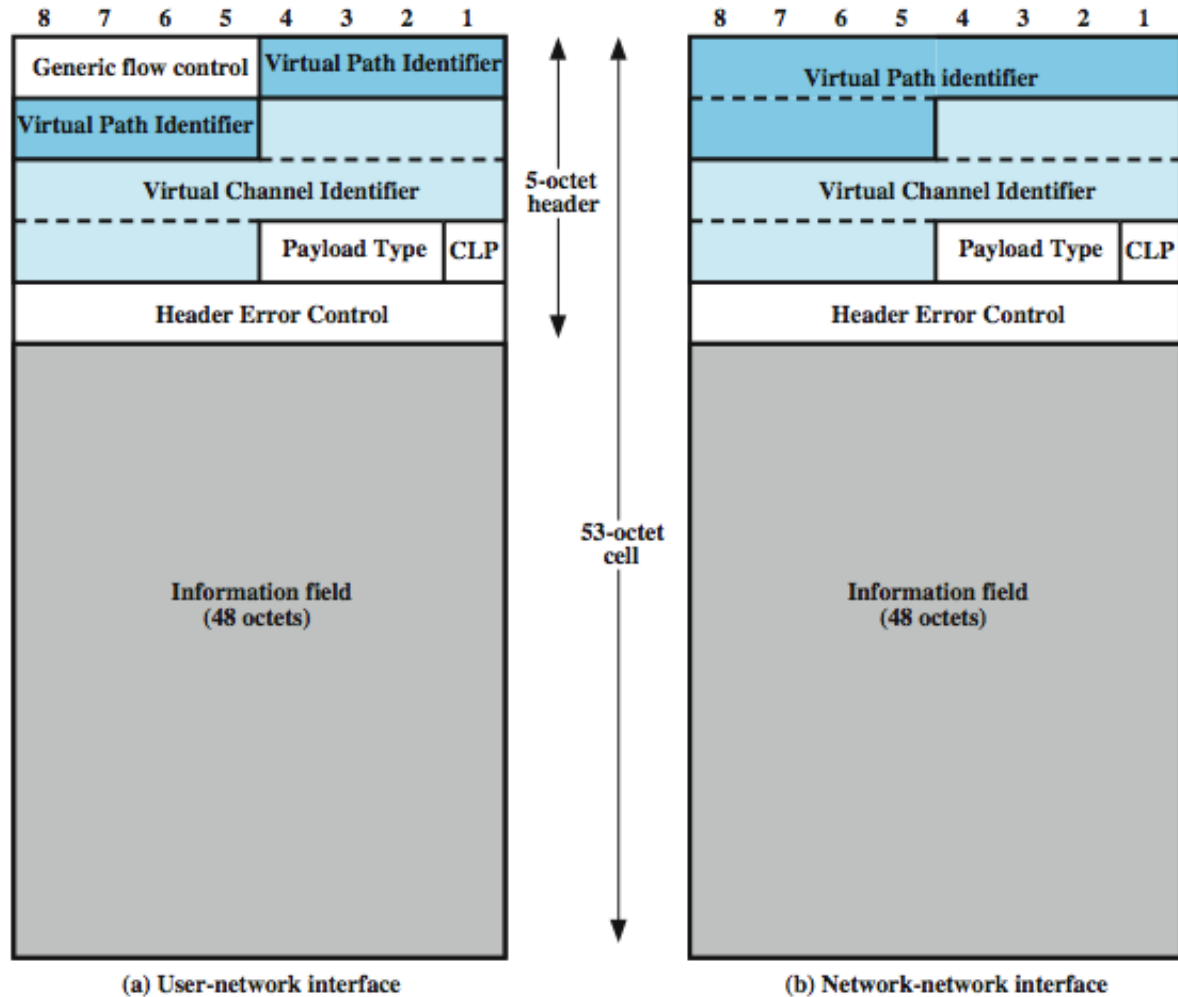 8 7 6 5 4 3 2 1
Generic flow control
Virtual Path Identifier
Virtual Path Identifier
Virtual Channel Identifier
Payload Type
CLP
Header Error Control
Information field
(48 octets)
(a) User-network interface
5-octet
header
53-octet
cell
8 7 6 5 4 3 2 1
Virtual Path identifier
Virtual Channel Identifier
Payload Type
CLP
Header Error Control
Information field
(48 octets)
(b) Network-network interface